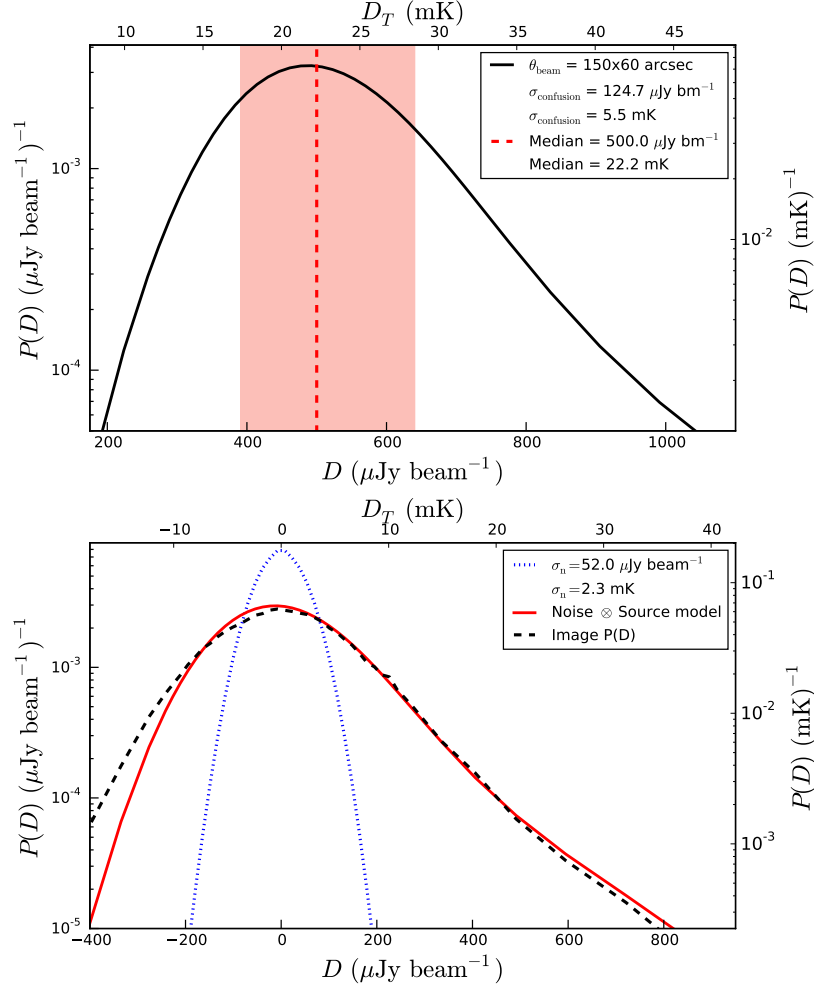 D_T (mK)
10 15 20 25 30 35 40 45
θ_beam = 150x60 arcsec
σ_confusion = 124.7 μJy bm⁻¹
σ_confusion = 5.5 mK
Median = 500.0 μJy bm⁻¹
Median = 22.2 mK
P(D) (μJy beam⁻¹)⁻¹
10⁻³
10⁻⁴
10⁻²
P(D) (mK)⁻¹
200 400 600 800 1000
D (μJy beam⁻¹)
D_T (mK)
−10 0 10 20 30 40
σ_n=52.0 μJy beam⁻¹
σ_n=2.3 mK
Noise ⊗ Source model
Image P(D)
P(D) (μJy beam⁻¹)⁻¹
10⁻³
10⁻⁴
10⁻⁵
10⁻¹
10⁻²
10⁻³
P(D) (mK)⁻¹
−400 −200 0 200 400 600 800
D (μJy beam⁻¹)